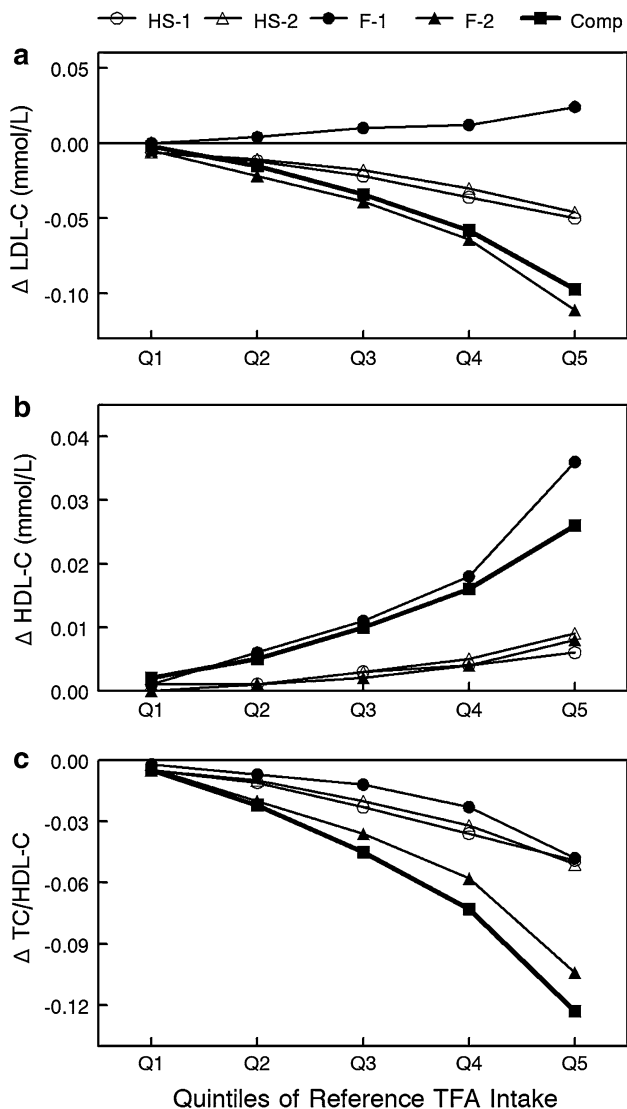 HS-1 HS-2 F-1 F-2 Comp
a
0.05
0.00
-0.05
-0.10
Δ LDL-C (mmol/L)
Q1 Q2 Q3 Q4 Q5
b
0.04
0.03
0.02
0.01
0.00
Δ HDL-C (mmol/L)
Q1 Q2 Q3 Q4 Q5
c
0.00
-0.03
-0.06
-0.09
-0.12
Δ TC/HDL-C
Q1 Q2 Q3 Q4 Q5
Quintiles of Reference TFA Intake